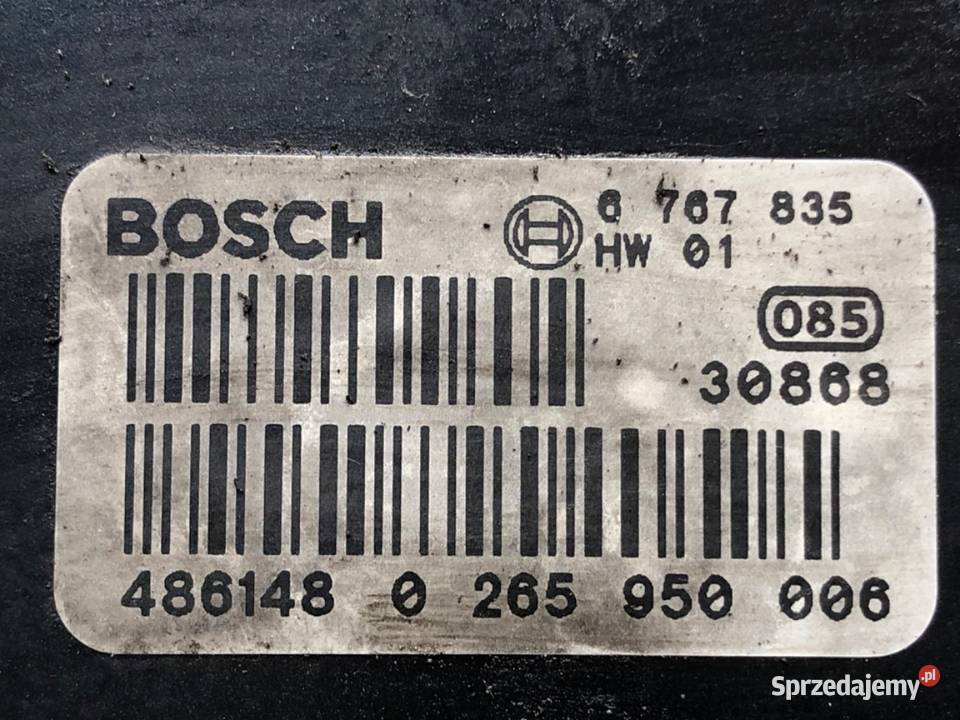 BOSCH
6 767 835
HW 01
085
30868
486148 0 265 950 006
Sprzedajemy.pl